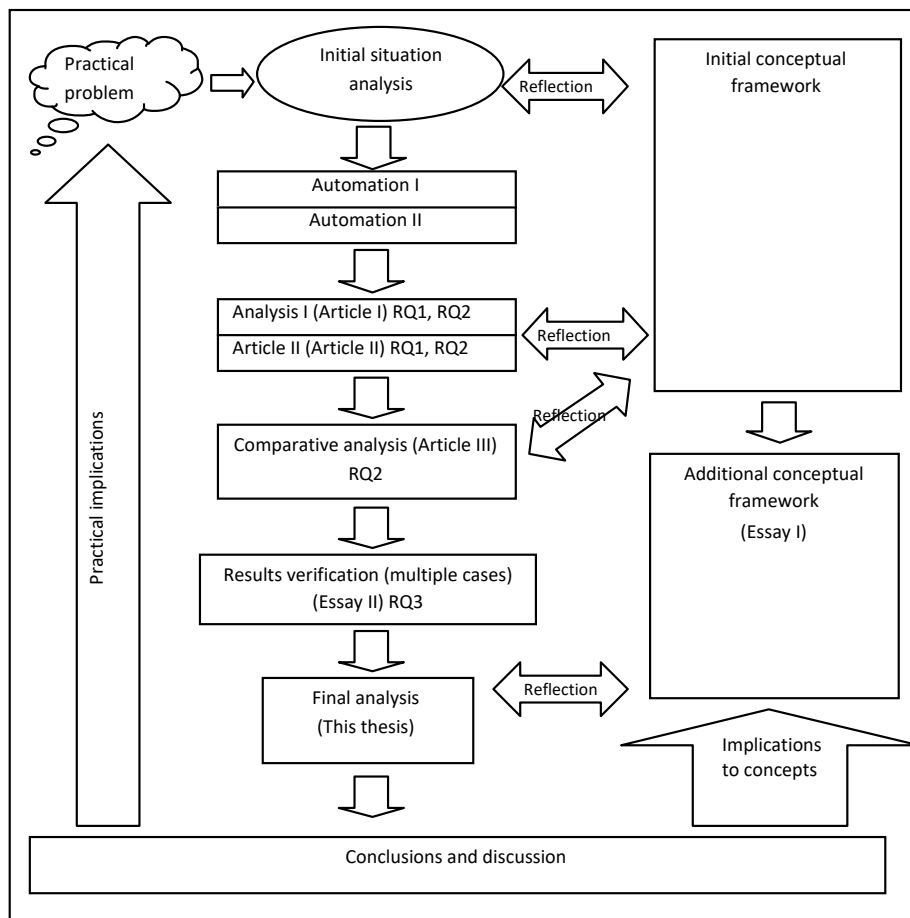 Practical
problem
Initial situation
analysis
Reflection
Initial conceptual
framework
Automation I
Automation II
Analysis I (Article I) RQ1, RQ2
Article II (Article II) RQ1, RQ2
Reflection
Reflection
Comparative analysis (Article III)
RQ2
Additional conceptual
framework
(Essay I)
Practical implications
Results verification (multiple cases)
(Essay II) RQ3
Final analysis
(This thesis)
Reflection
Implications
to concepts
Conclusions and discussion